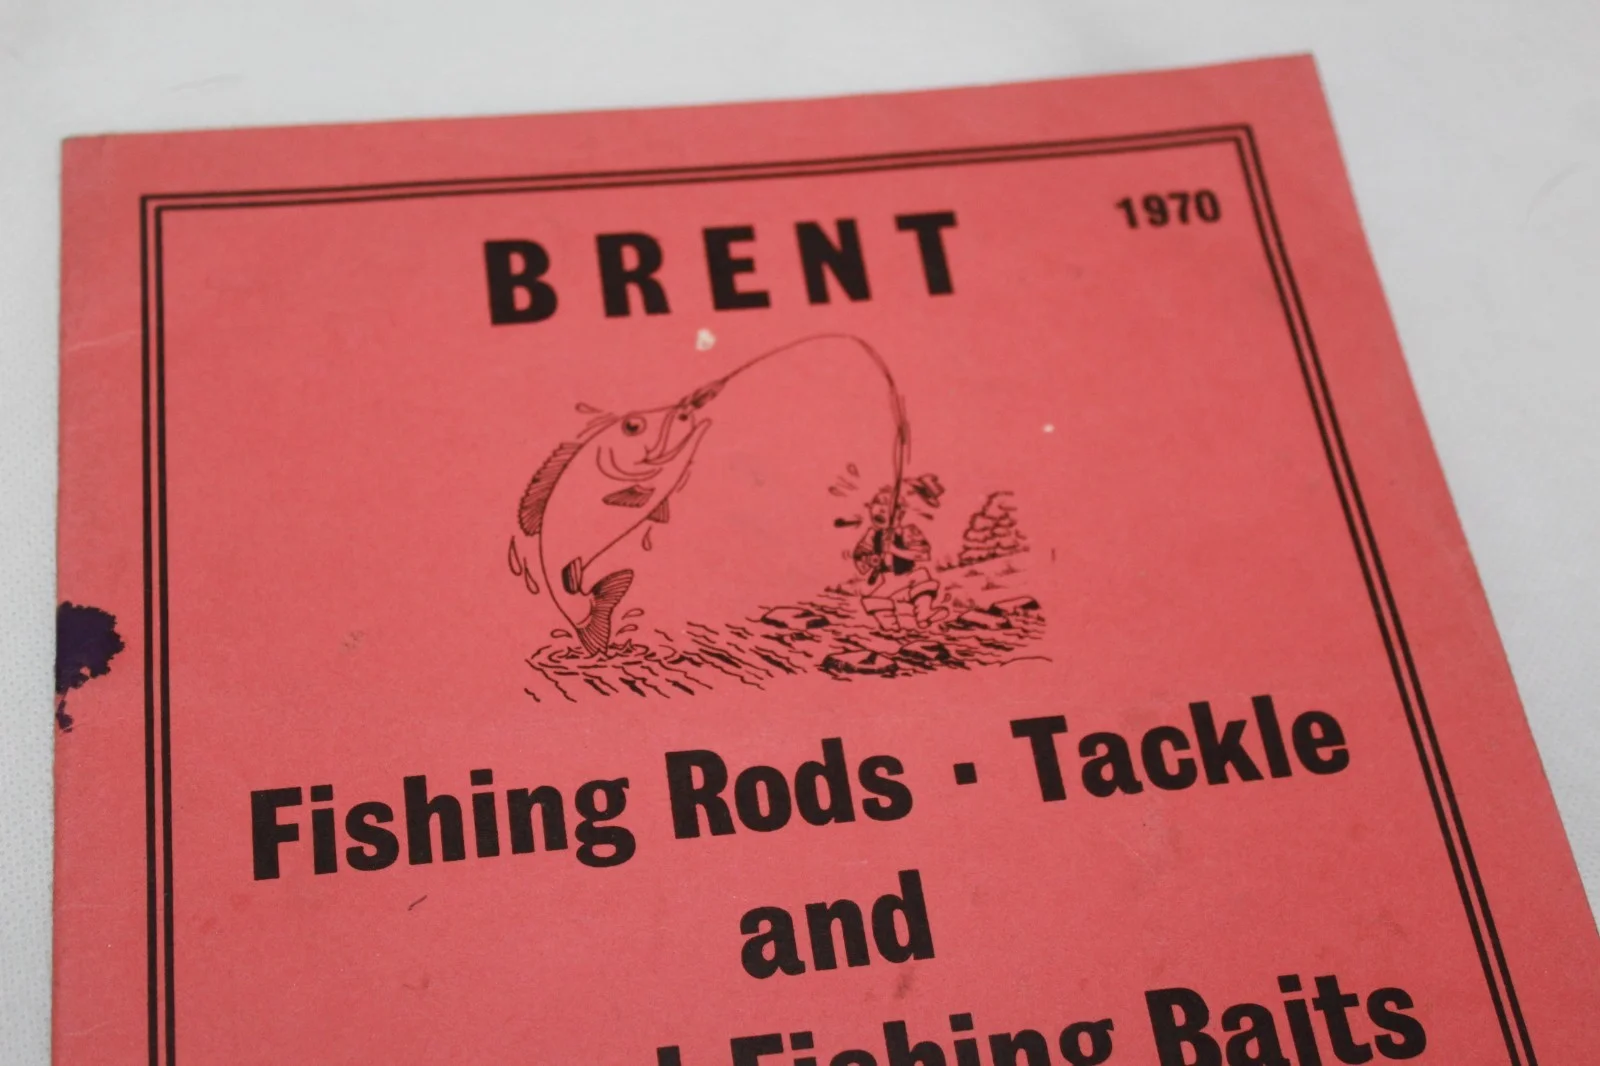 BRENT
1970
Fishing Rods · Tackle
and
Fishing Baits